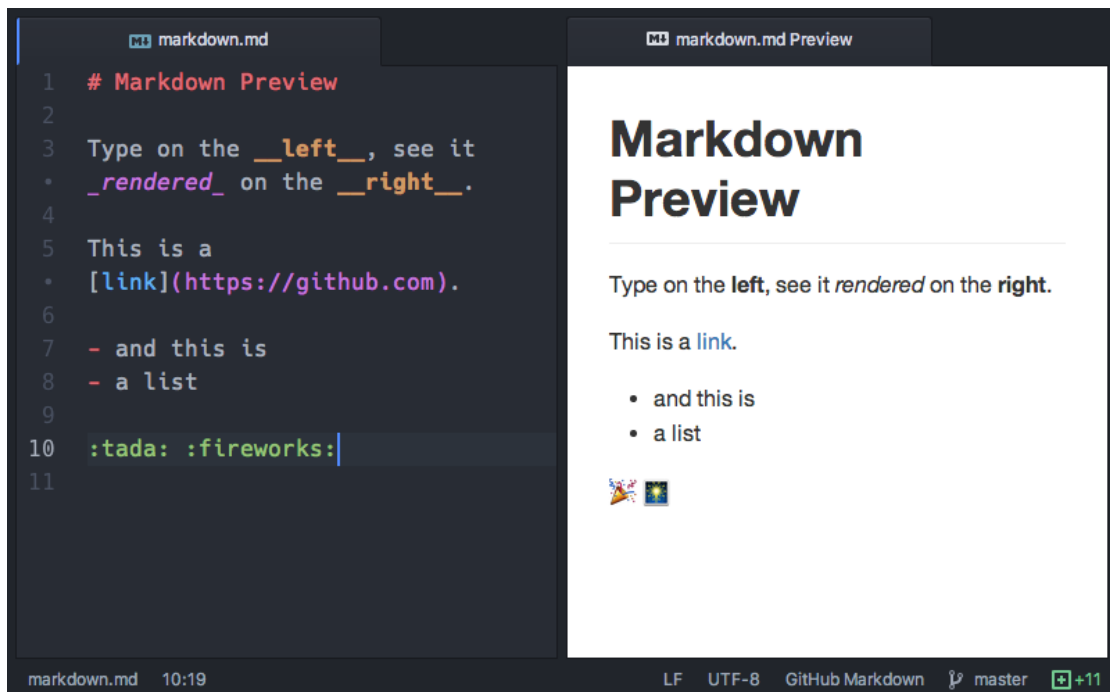 markdown.md
markdown.md Preview
1 # Markdown Preview
2
3 Type on the __left__, see it
• _rendered_ on the __right__.
4
5 This is a
• [link](https://github.com).
6
7 - and this is
8 - a list
9
10 :tada: :fireworks:
11
Markdown
Preview
Type on the left, see it rendered on the right.
This is a link.
• and this is
• a list
markdown.md 10:19
LF UTF-8 GitHub Markdown master +11